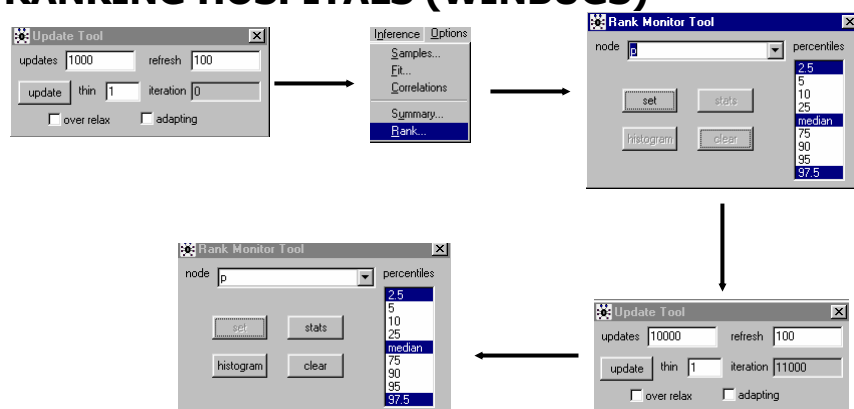 RANKING HOSPITALS (WINBUGS)
Update Tool
updates 1000 refresh 100
update thin 1 iteration 0
over relax adapting
Inference Options
Samples...
Fit...
Correlations
Summary...
Rank...
Rank Monitor Tool
node p percentiles
2.5
5
10
25
median
75
90
95
97.5
set stats
histogram clear
Update Tool
updates 10000 refresh 100
update thin 1 iteration 11000
over relax adapting
Rank Monitor Tool
node p percentiles
2.5
5
10
25
median
75
90
95
97.5
set stats
histogram clear